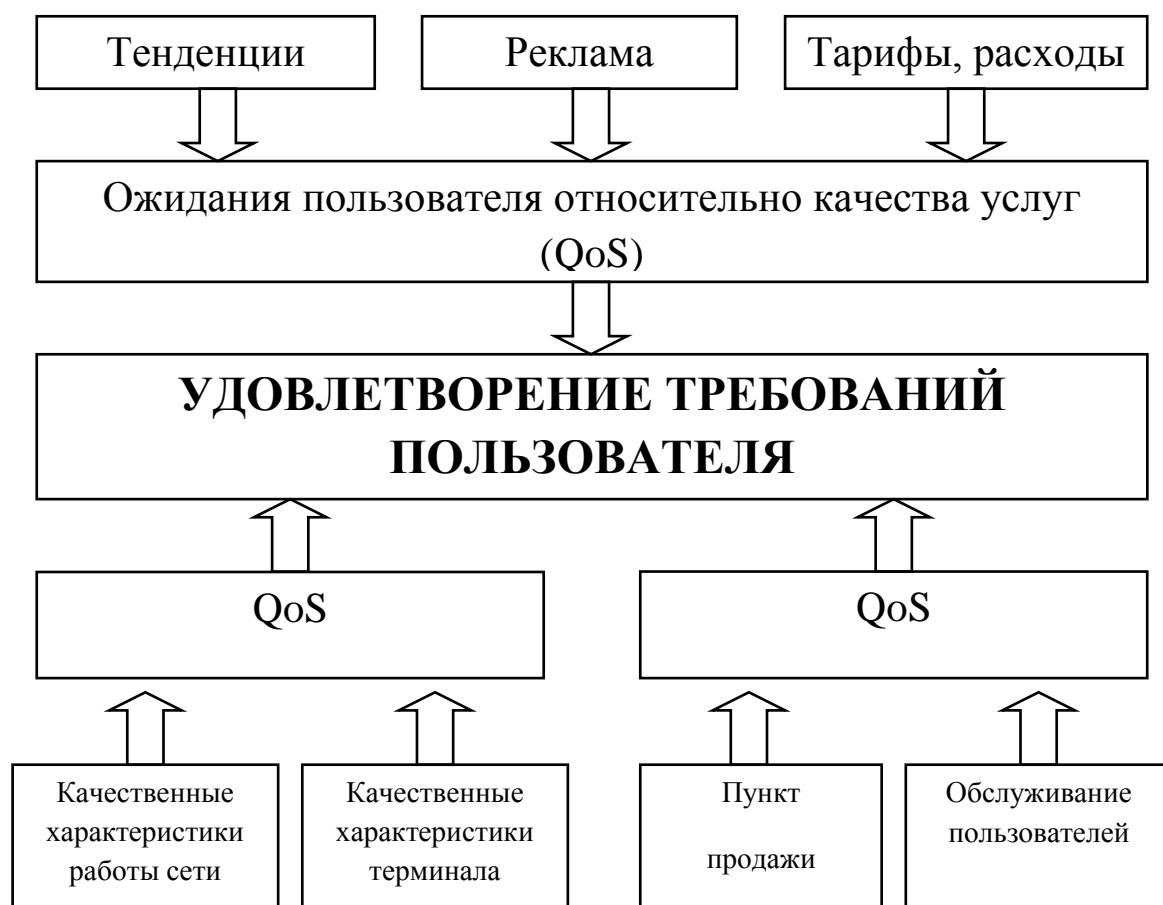 Тенденции
Реклама
Тарифы, расходы
Ожидания пользователя относительно качества услуг
(QoS)
УДОВЛЕТВОРЕНИЕ ТРЕБОВАНИЙ
ПОЛЬЗОВАТЕЛЯ
QoS
QoS
Качественные
характеристики
работы сети
Качественные
характеристики
терминала
Пункт
продажи
Обслуживание
пользователей